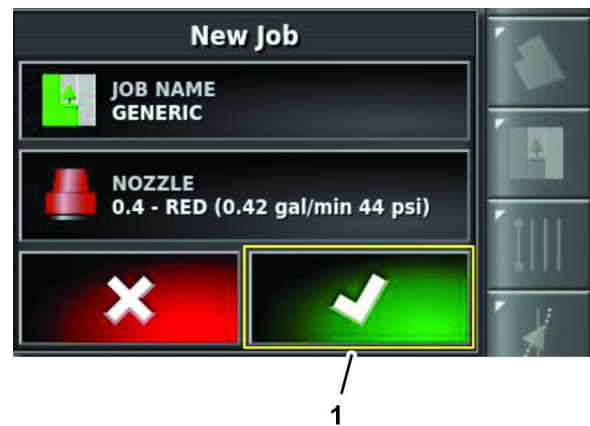 New Job
JOB NAME
GENERIC
NOZZLE
0.4 - RED (0.42 gal/min 44 psi)
1